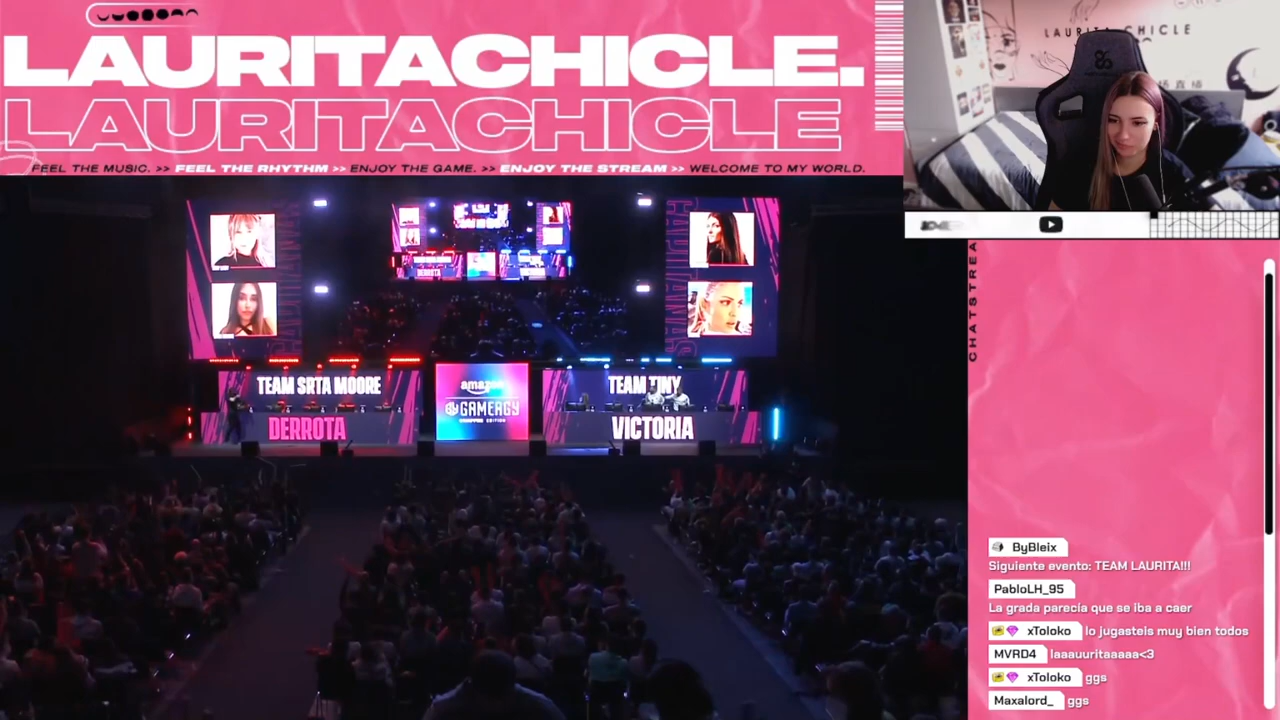 LAURITACHICLE.
LAURITACHICLE
FEEL THE MUSIC. >> FEEL THE RHYTHM >> ENJOY THE GAME. >> ENJOY THE STREAM >> WELCOME TO MY WORLD.
LAURITA CHICLE
CHATSTREA
TEAM SRTA MOORE
DERROTA
amazon
GAMERGY
TEAM TINY
VICTORIA
ByBleix
Siguiente evento: TEAM LAURITA!!!
PabloLH_95
La grada parecía que se iba a caer
xToloko lo jugasteis muy bien todos
MVRD4 laaauuritaaaaa<3
xToloko ggs
Maxalord_ ggs